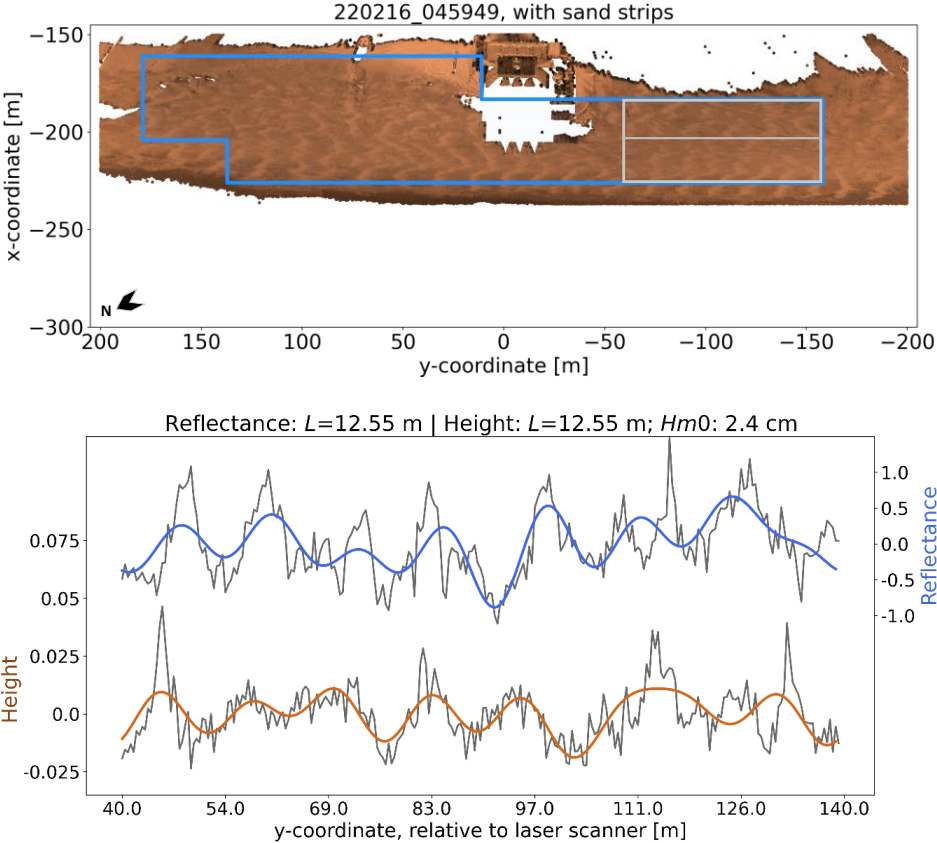 220216_045949, with sand strips
−150
−200
−250
−300
x-coordinate [m]
N
200 150 100 50 0 −50 −100 −150 −200
y-coordinate [m]
Reflectance: L=12.55 m | Height: L=12.55 m; Hm0: 2.4 cm
0.075
0.05
0.025
0.0
-0.025
Height
1.0
0.5
0.0
-0.5
-1.0
Reflectance
40.0 54.0 69.0 83.0 97.0 111.0 126.0 140.0
y-coordinate, relative to laser scanner [m]